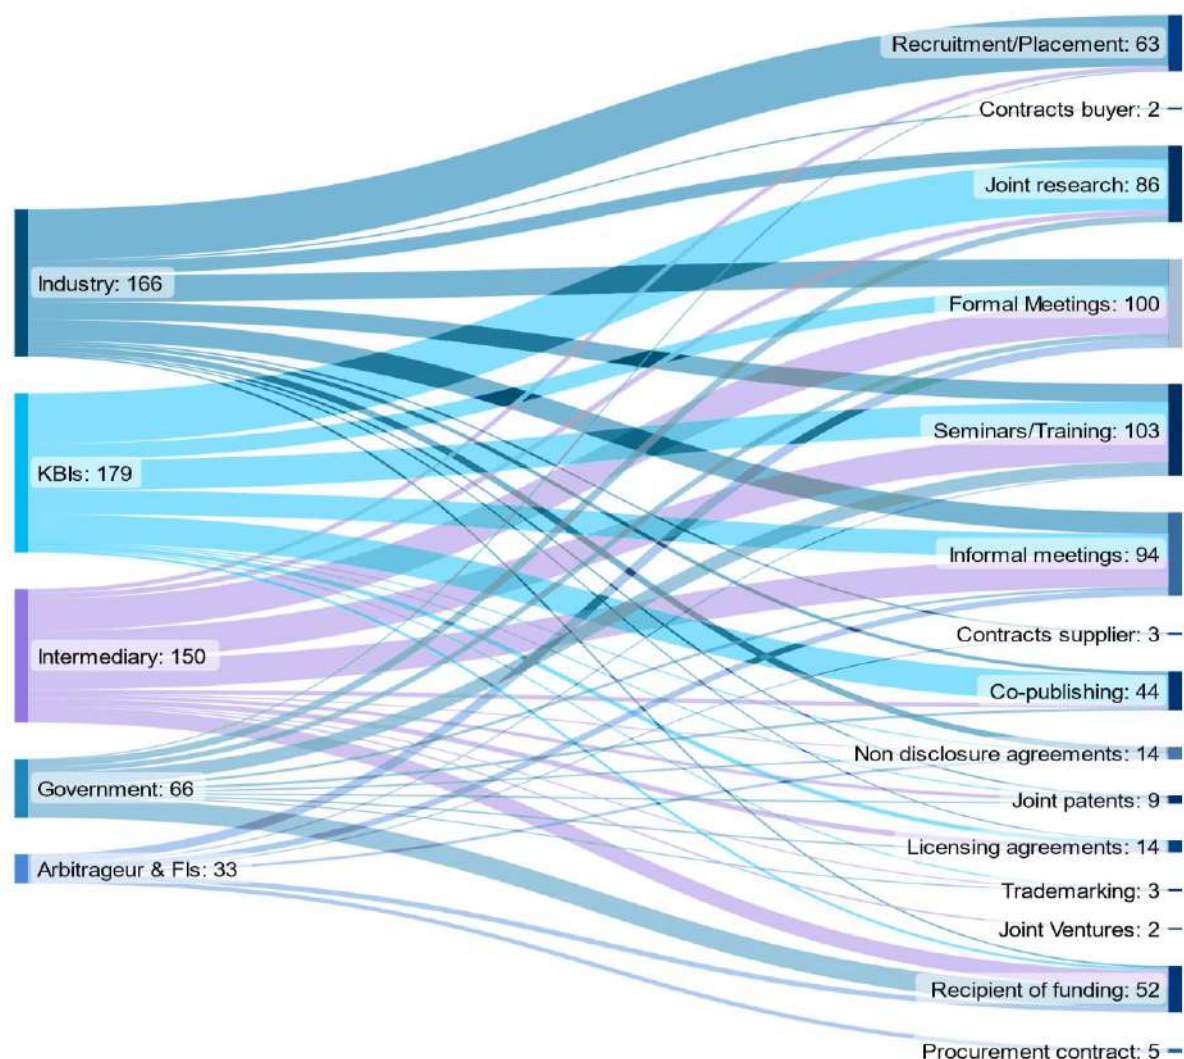 Recruitment/Placement: 63
Contracts buyer: 2
Joint research: 86
Industry: 166
Formal Meetings: 100
Seminars/Training: 103
KBIs: 179
Informal meetings: 94
Contracts supplier: 3
Intermediary: 150
Co-publishing: 44
Non disclosure agreements: 14
Government: 66
Joint patents: 9
Licensing agreements: 14
Arbitrageur & FIs: 33
Trademarking: 3
Joint Ventures: 2
Recipient of funding: 52
Procurement contract: 5